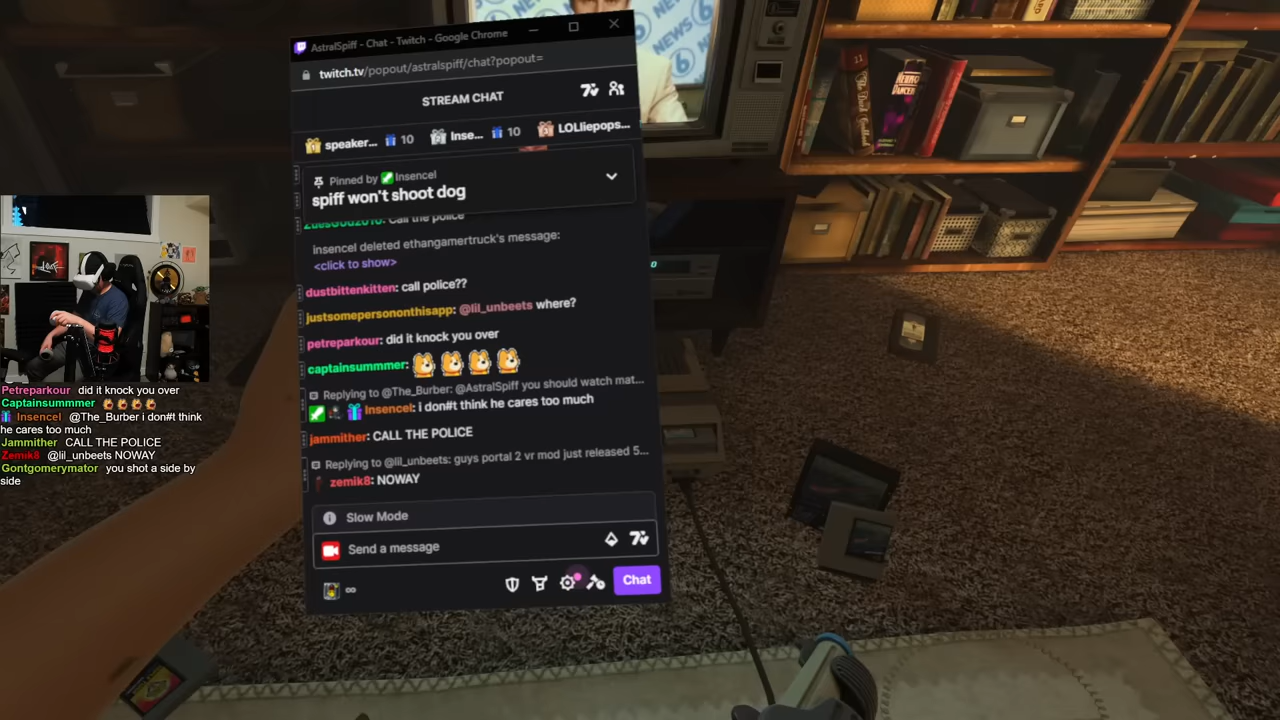 AstralSpiff - Chat - Twitch - Google Chrome
twitch.tv/popout/astralspiff/chat?popout=
STREAM CHAT
speaker... 10 Inse... 10 LOLliepops...
Pinned by Insencel
spiff won't shoot dog
Call the police
insencel deleted ethangamertruck's message:
<click to show>
dustbittenkitten: call police??
justsomepersononthisapp: @lil_unbeets where?
petreparkour: did it knock you over
captainsummmer:
Replying to @The_Burber: @AstralSpiff you should watch mat...
Insencel: i don#t think he cares too much
jammither: CALL THE POLICE
Replying to @lil_unbeets: guys portal 2 vr mod just released 5...
zemik8: NOWAY
Slow Mode
Send a message
Chat
NEWS 6
Petreparkour did it knock you over
Captainsummmer
Insencel @The_Burber i don#t think
he cares too much
Jammither CALL THE POLICE
Zemik8 @lil_unbeets NOWAY
Gontgomerymator you shot a side by
side